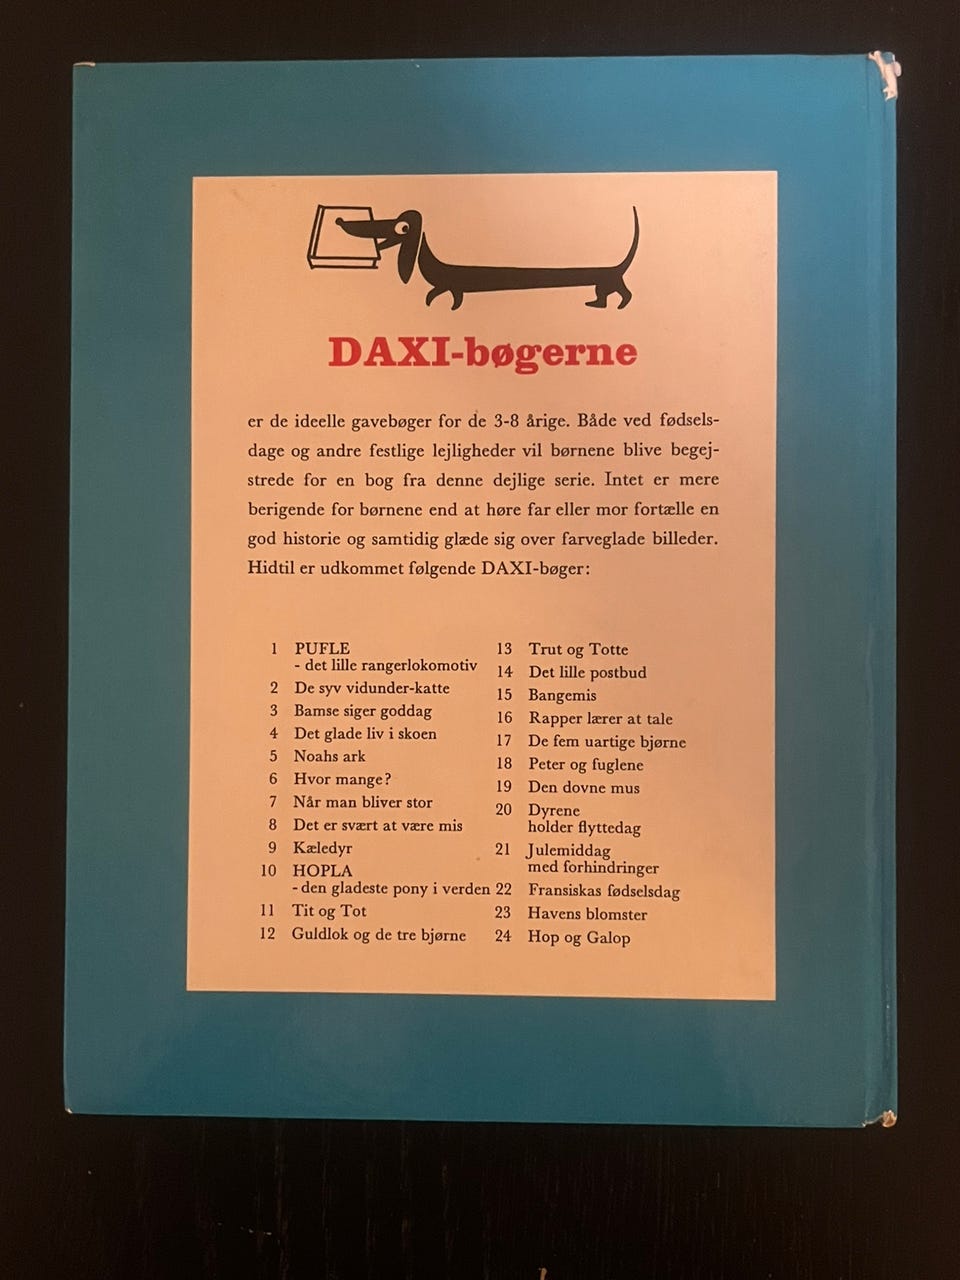 DAXI-bøgerne
er de ideelle gavebøger for de 3-8 årige. Både ved fødsels-
dage og andre festlige lejligheder vil børnene blive begej-
strede for en bog fra denne dejlige serie. Intet er mere
berigende for børnene end at høre far eller mor fortælle en
god historie og samtidig glæde sig over farveglade billeder.
Hidtil er udkommet følgende DAXI-bøger:
1 PUFLE
- det lille rangerlokomotiv
2 De syv vidunder-katte
3 Bamse siger goddag
4 Det glade liv i skoen
5 Noahs ark
6 Hvor mange?
7 Når man bliver stor
8 Det er svært at være mis
9 Kæledyr
10 HOPLA
- den gladeste pony i verden
11 Tit og Tot
12 Guldlok og de tre bjørne
13 Trut og Totte
14 Det lille postbud
15 Bangemis
16 Rapper lærer at tale
17 De fem uartige bjørne
18 Peter og fuglene
19 Den dovne mus
20 Dyrene
holder flyttedag
21 Julemiddag
med forhindringer
22 Fransiskas fødselsdag
23 Havens blomster
24 Hop og Galop